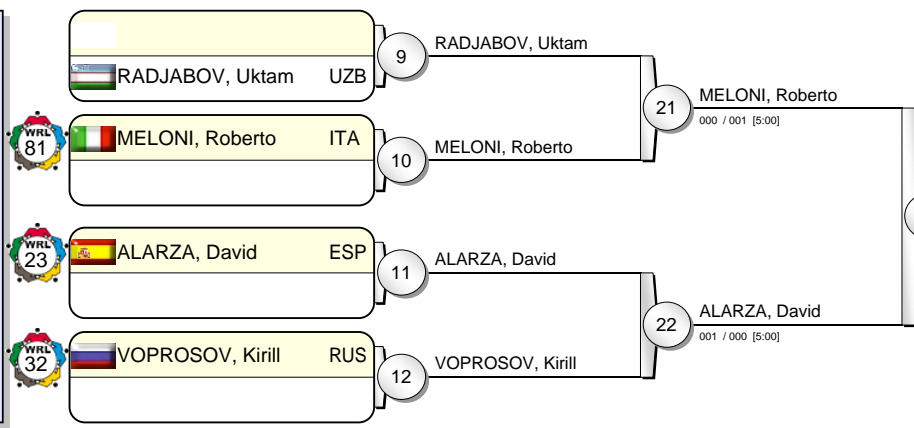 RADJABOV, Uktam UZB
9
RADJABOV, Uktam
WRL 81
MELONI, Roberto ITA
10
MELONI, Roberto
21
MELONI, Roberto
000 / 001 [5:00]
WRL 23
ALARZA, David ESP
11
ALARZA, David
22
ALARZA, David
001 / 000 [5:00]
WRL 32
VOPROSOV, Kirill RUS
12
VOPROSOV, Kirill